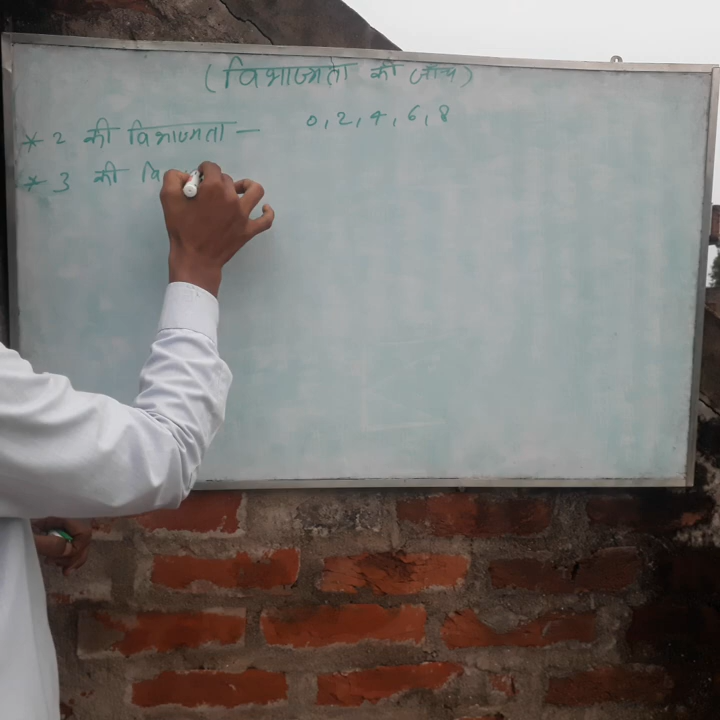 (विभाज्यता की जाँच)
* 2 की विभाज्यता — 0, 2, 4, 6, 8
* 3 की वि